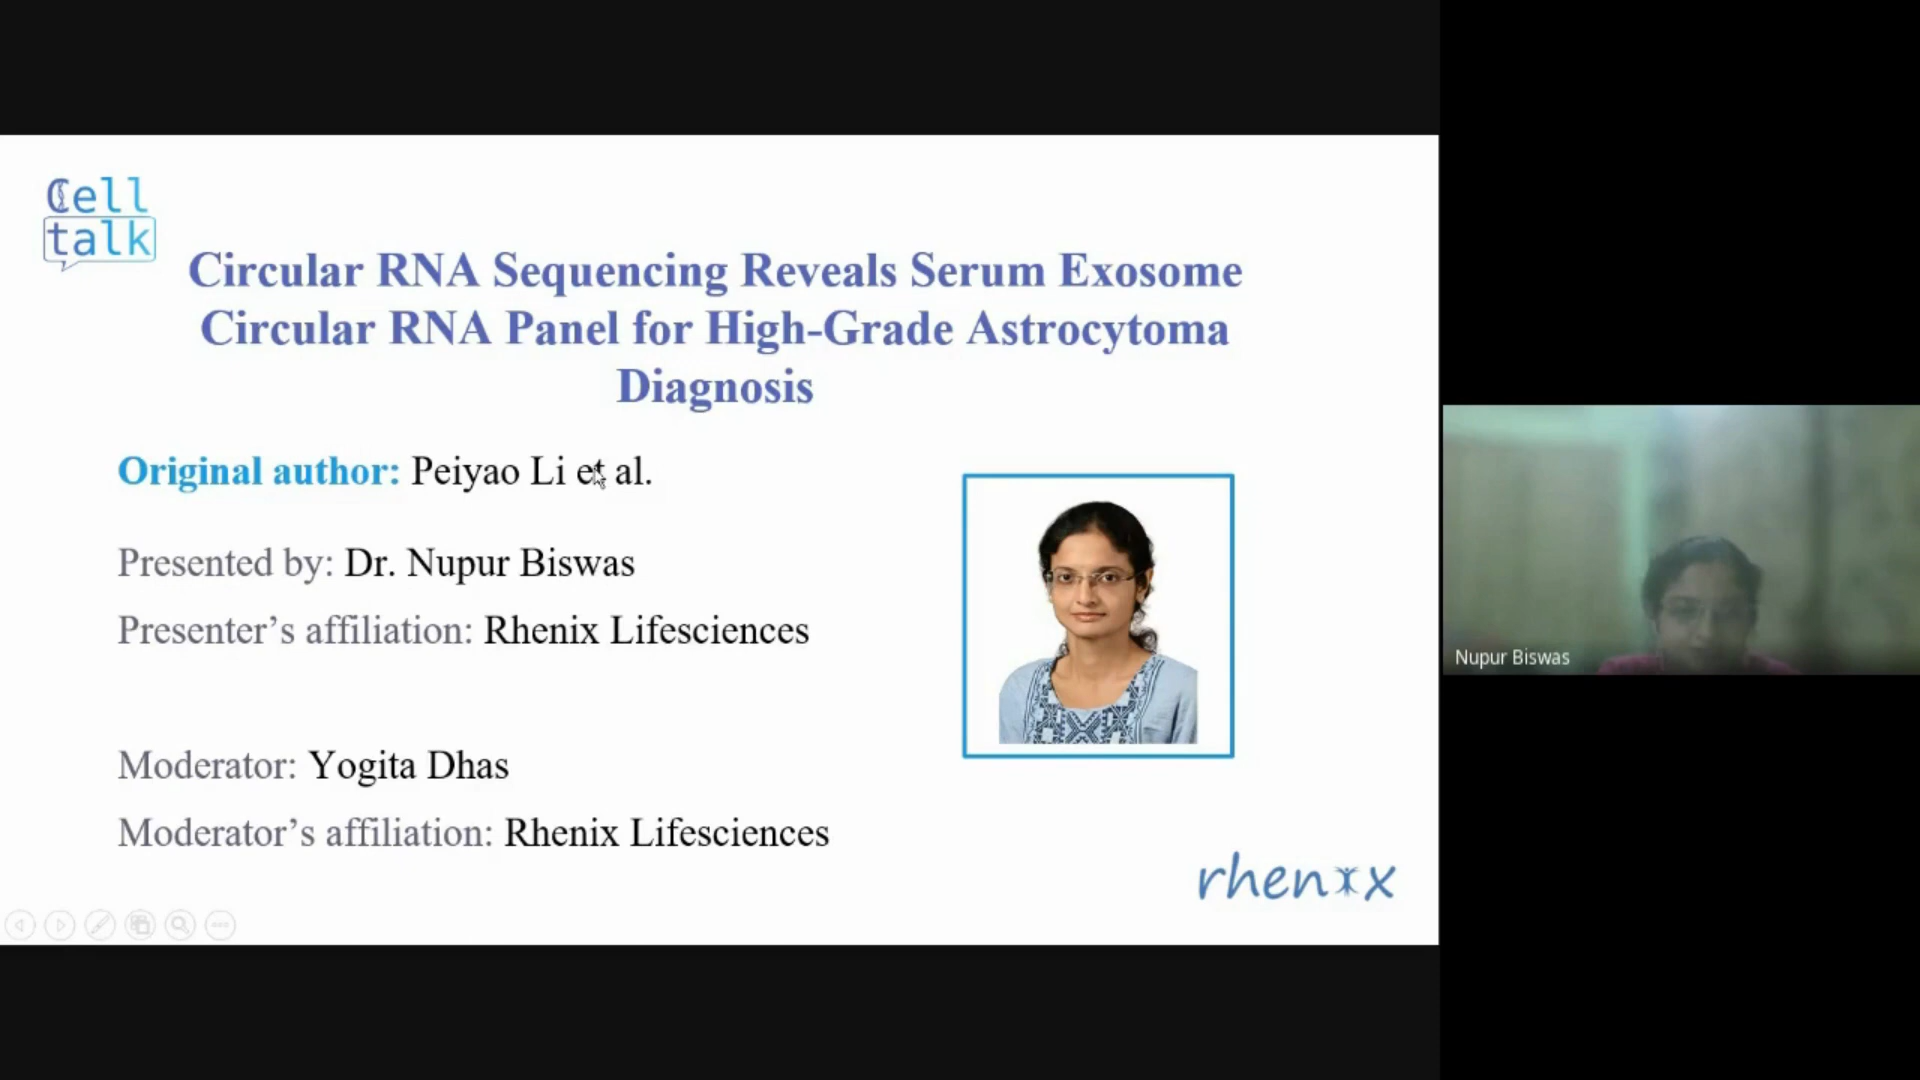 Cell
talk
Circular RNA Sequencing Reveals Serum Exosome
Circular RNA Panel for High-Grade Astrocytoma
Diagnosis
Original author: Peiyao Li et al.
Presented by: Dr. Nupur Biswas
Presenter’s affiliation: Rhenix Lifesciences
Moderator: Yogita Dhas
Moderator’s affiliation: Rhenix Lifesciences
rhenix
Nupur Biswas